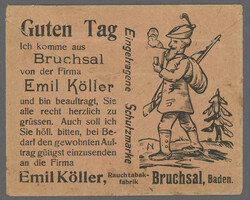 Guten Tag
Ich komme aus
Bruchsal
von der Firma
Emil Köller
und bin beauftragt, Sie
alle recht herzlich zu
grüssen. Auch soll ich
Sie höfl. bitten, bei Be-
darf den gewohnten Auf-
trag gütigst einzusenden
an die Firma
Eingetragene Schutzmarke
Emil Köller, Rauchtabak-
fabrik Bruchsal, Baden.